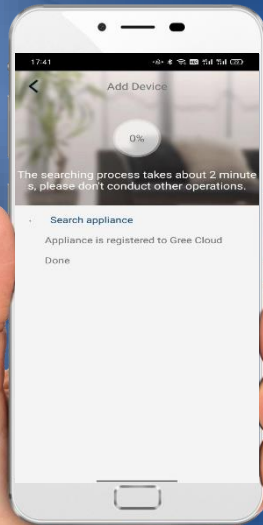 17:41
Add Device
0%
The searching process takes about 2 minute
s, please don't conduct other operations.
Search appliance
Appliance is registered to Gree Cloud
Done